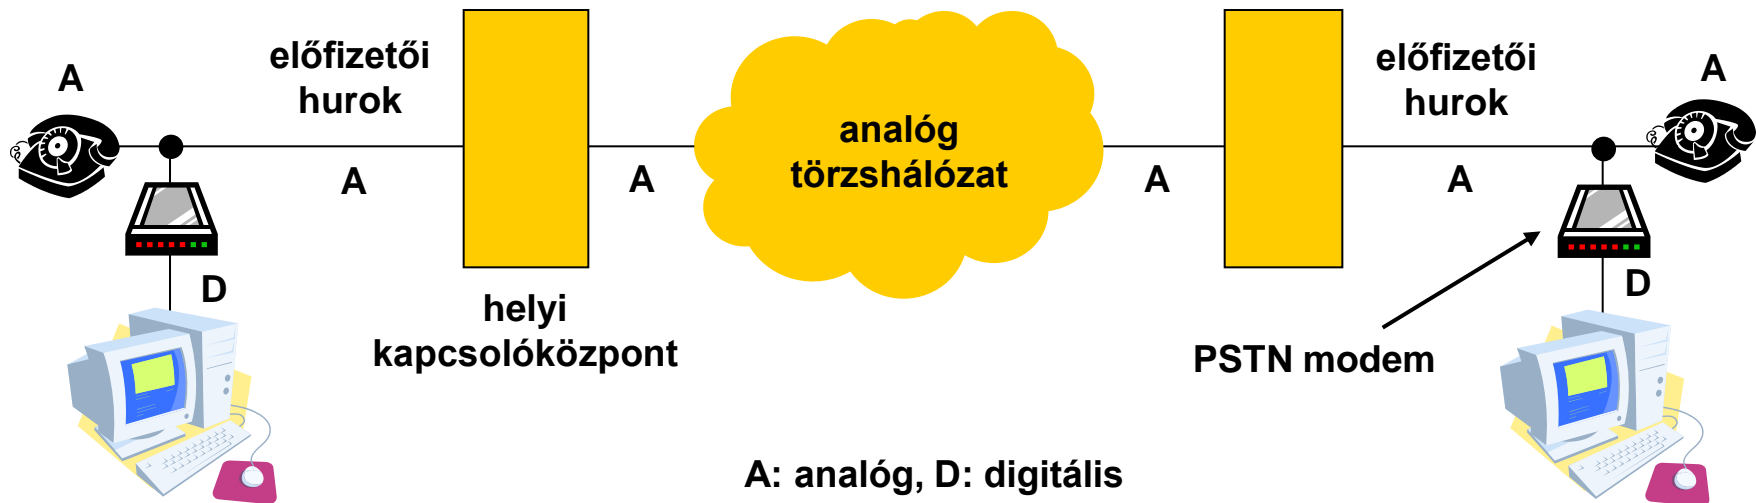 A
előfizetői
hurok
A
D
helyi
kapcsolóközpont
A
analóg
törzshálózat
A
előfizetői
hurok
A
A
D
PSTN modem
A: analóg, D: digitális